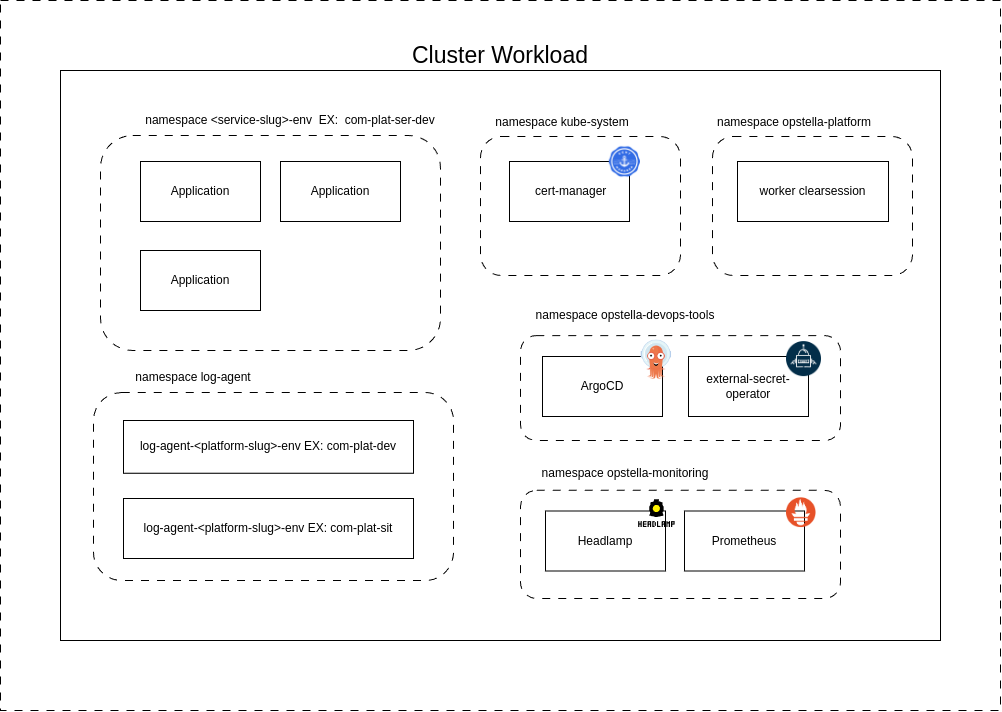 Cluster Workload
namespace <service-slug>-env  EX:  com-plat-ser-dev
Application
Application
Application
namespace kube-system
cert-manager
namespace opstella-platform
worker clearsession
namespace opstella-devops-tools
ArgoCD
external-secret-
operator
namespace log-agent
log-agent-<platform-slug>-env EX: com-plat-dev
log-agent-<platform-slug>-env EX: com-plat-sit
namespace opstella-monitoring
HEADLAMP
Headlamp
Prometheus